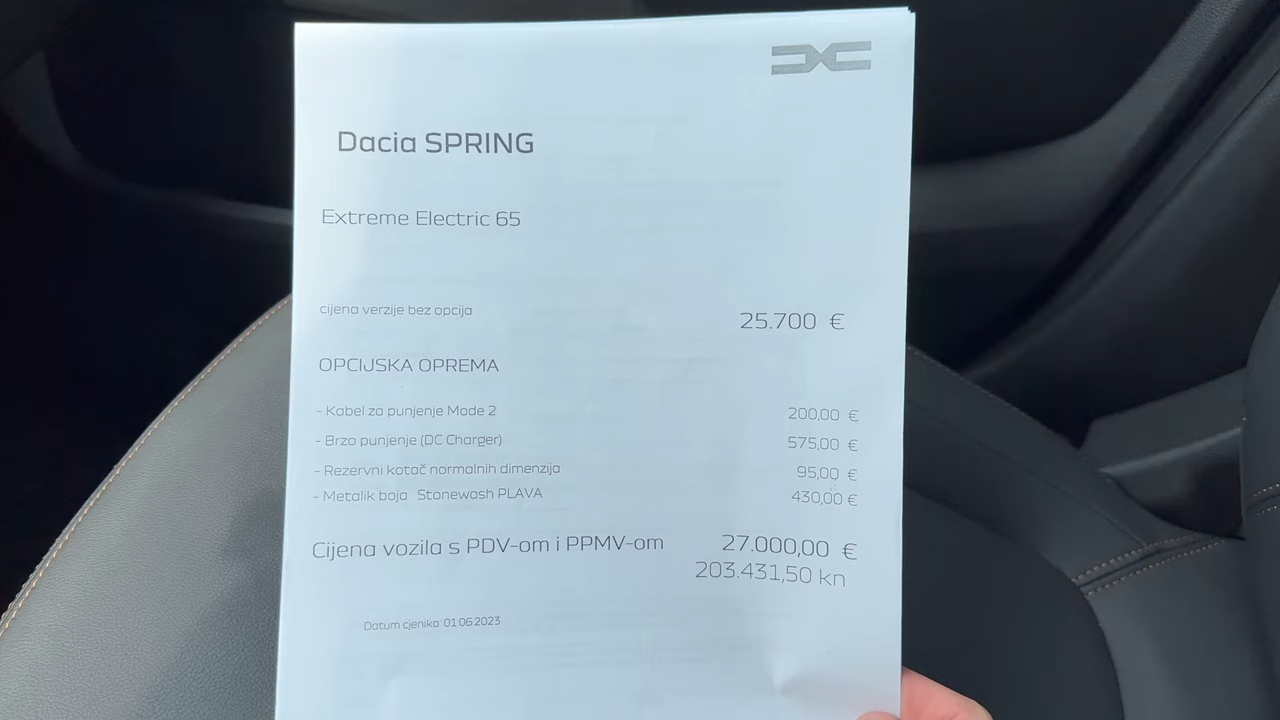 Dacia SPRING
Extreme Electric 65
cijena verzije bez opcija 25.700 €
OPCIJSKA OPREMA
- Kabel za punjenje Mode 2 200,00 €
- Brzo punjenje (DC Charger) 575,00 €
- Rezervni kotač normalnih dimenzija 95,00 €
- Metalik boja Stonewash PLAVA 430,00 €
Cijena vozila s PDV-om i PPMV-om 27.000,00 €
203.431,50 kn
Datum cjenika: 01.06.2023